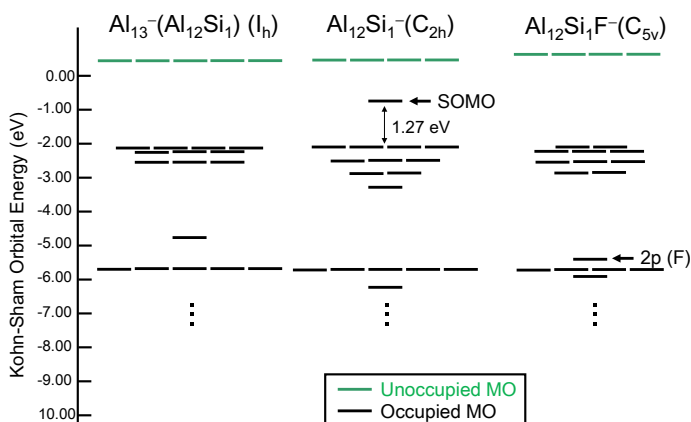 Al₁₃⁻(Al₁₂Si₁) (Iₕ)
Al₁₂Si₁⁻(C₂ₕ)
Al₁₂Si₁F⁻(C₅ᵥ)
Kohn-Sham Orbital Energy (eV)
0.00
-1.00
-2.00
-3.00
-4.00
-5.00
-6.00
-7.00
-8.00
-9.00
10.00
SOMO
1.27 eV
2p (F)
Unoccupied MO
Occupied MO